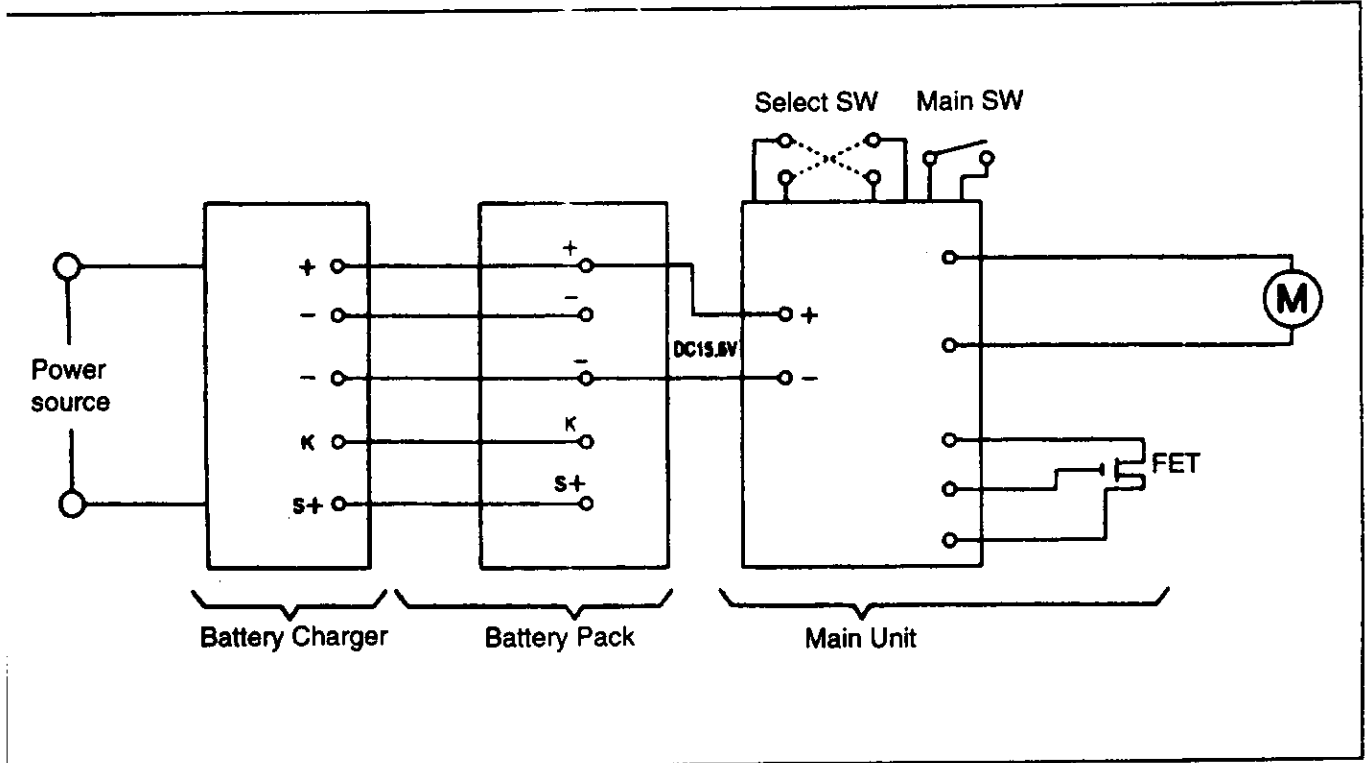 Select SW
Main SW
Power
source
+
−
−
K
S+
+
−
−
K
S+
DC15.6V
+
−
M
FET
Battery Charger
Battery Pack
Main Unit